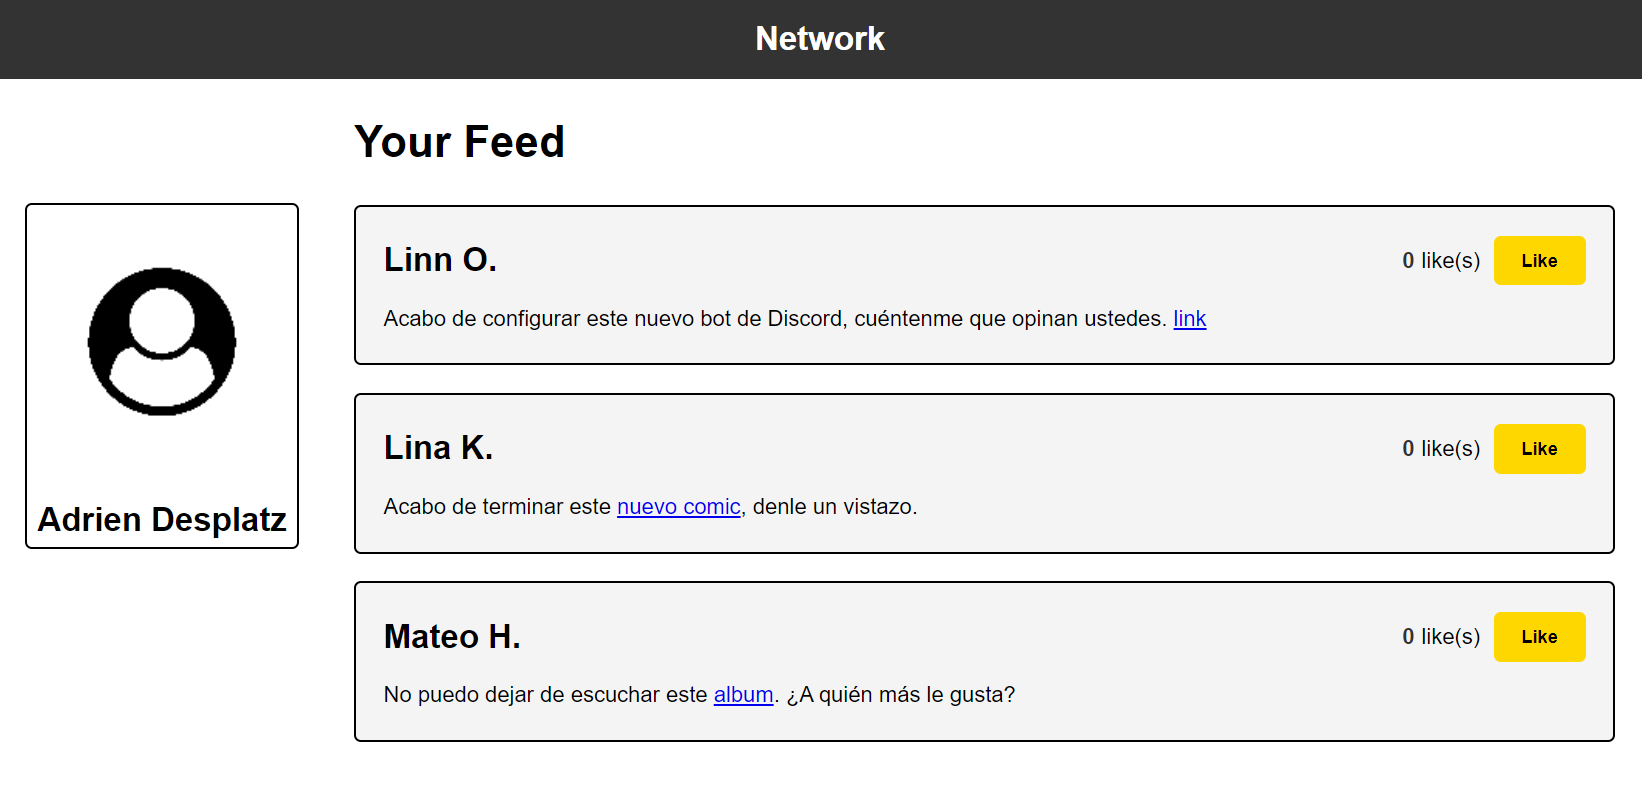 Network
Your Feed
Adrien Desplatz
Linn O.
0 like(s) Like
Acabo de configurar este nuevo bot de Discord, cuéntenme que opinan ustedes. link
Lina K.
0 like(s) Like
Acabo de terminar este nuevo comic, denle un vistazo.
Mateo H.
0 like(s) Like
No puedo dejar de escuchar este album. ¿A quién más le gusta?